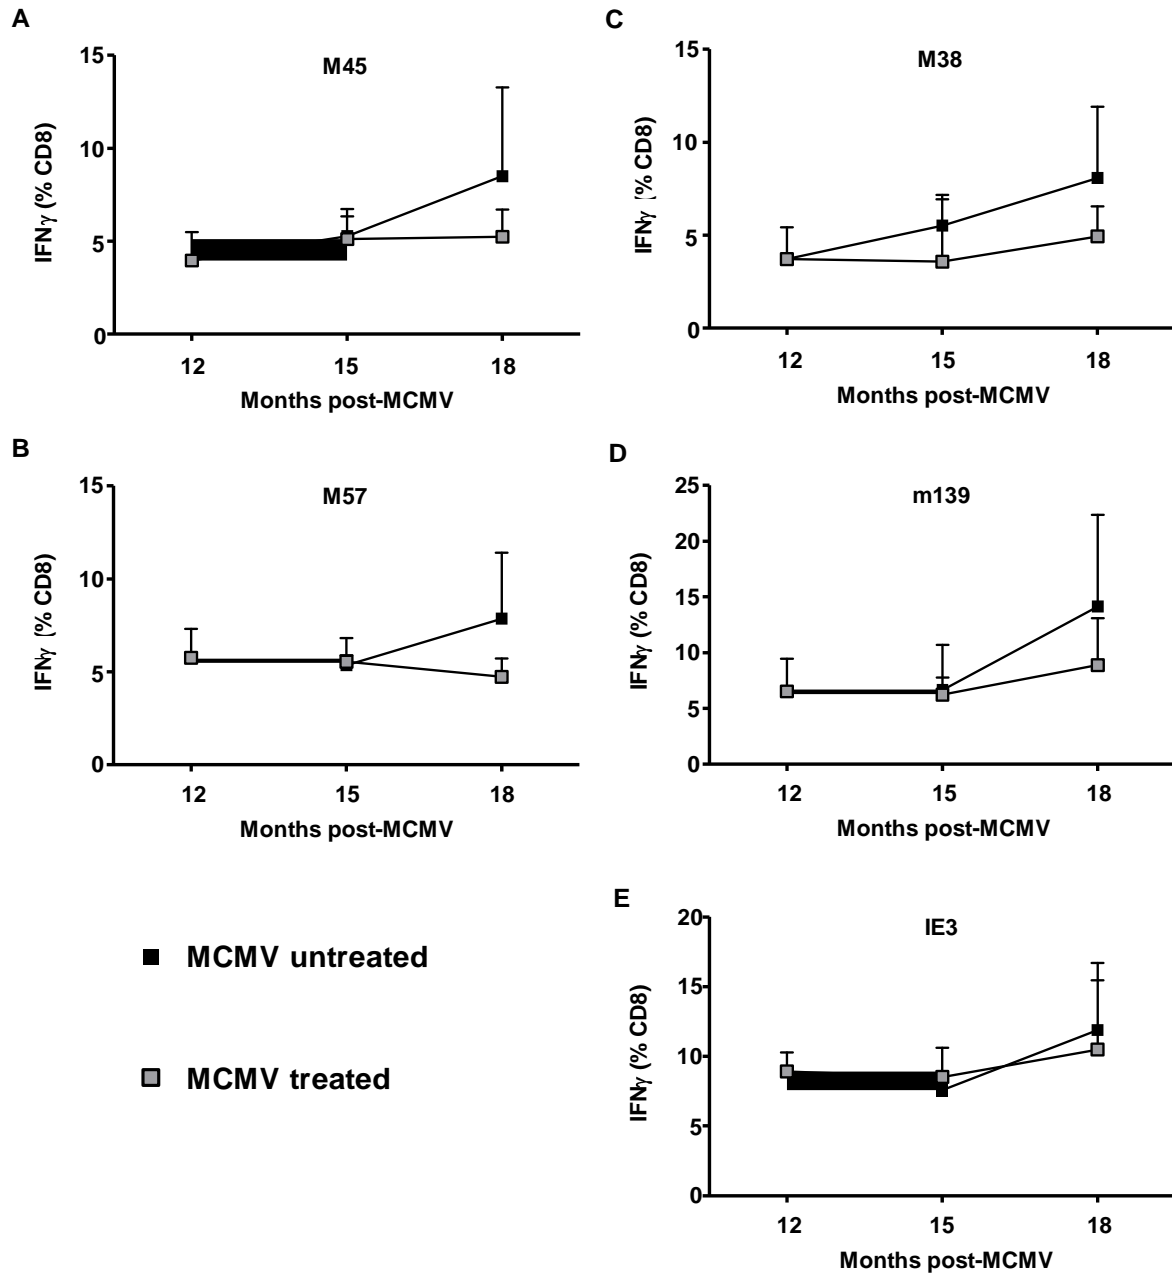 A
M45
15
10
5
0
IFNγ (% CD8)
12 15 18
Months post-MCMV
B
M57
15
10
5
0
IFNγ (% CD8)
12 15 18
Months post-MCMV
MCMV untreated
MCMV treated
C
M38
15
10
5
0
IFNγ (% CD8)
12 15 18
Months post-MCMV
D
m139
25
20
15
10
5
0
IFNγ (% CD8)
12 15 18
Months post-MCMV
E
IE3
20
15
10
5
0
IFNγ (% CD8)
12 15 18
Months post-MCMV